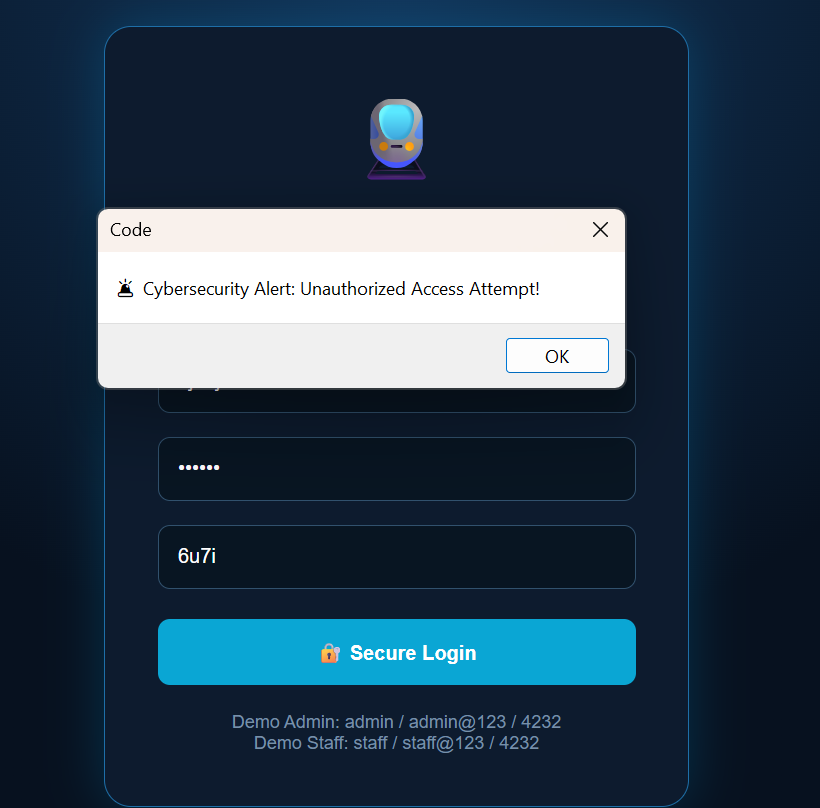 Code
🚨 Cybersecurity Alert: Unauthorized Access Attempt!
OK
••••••
6u7i
🔐 Secure Login
Demo Admin: admin / admin@123 / 4232
Demo Staff: staff / staff@123 / 4232